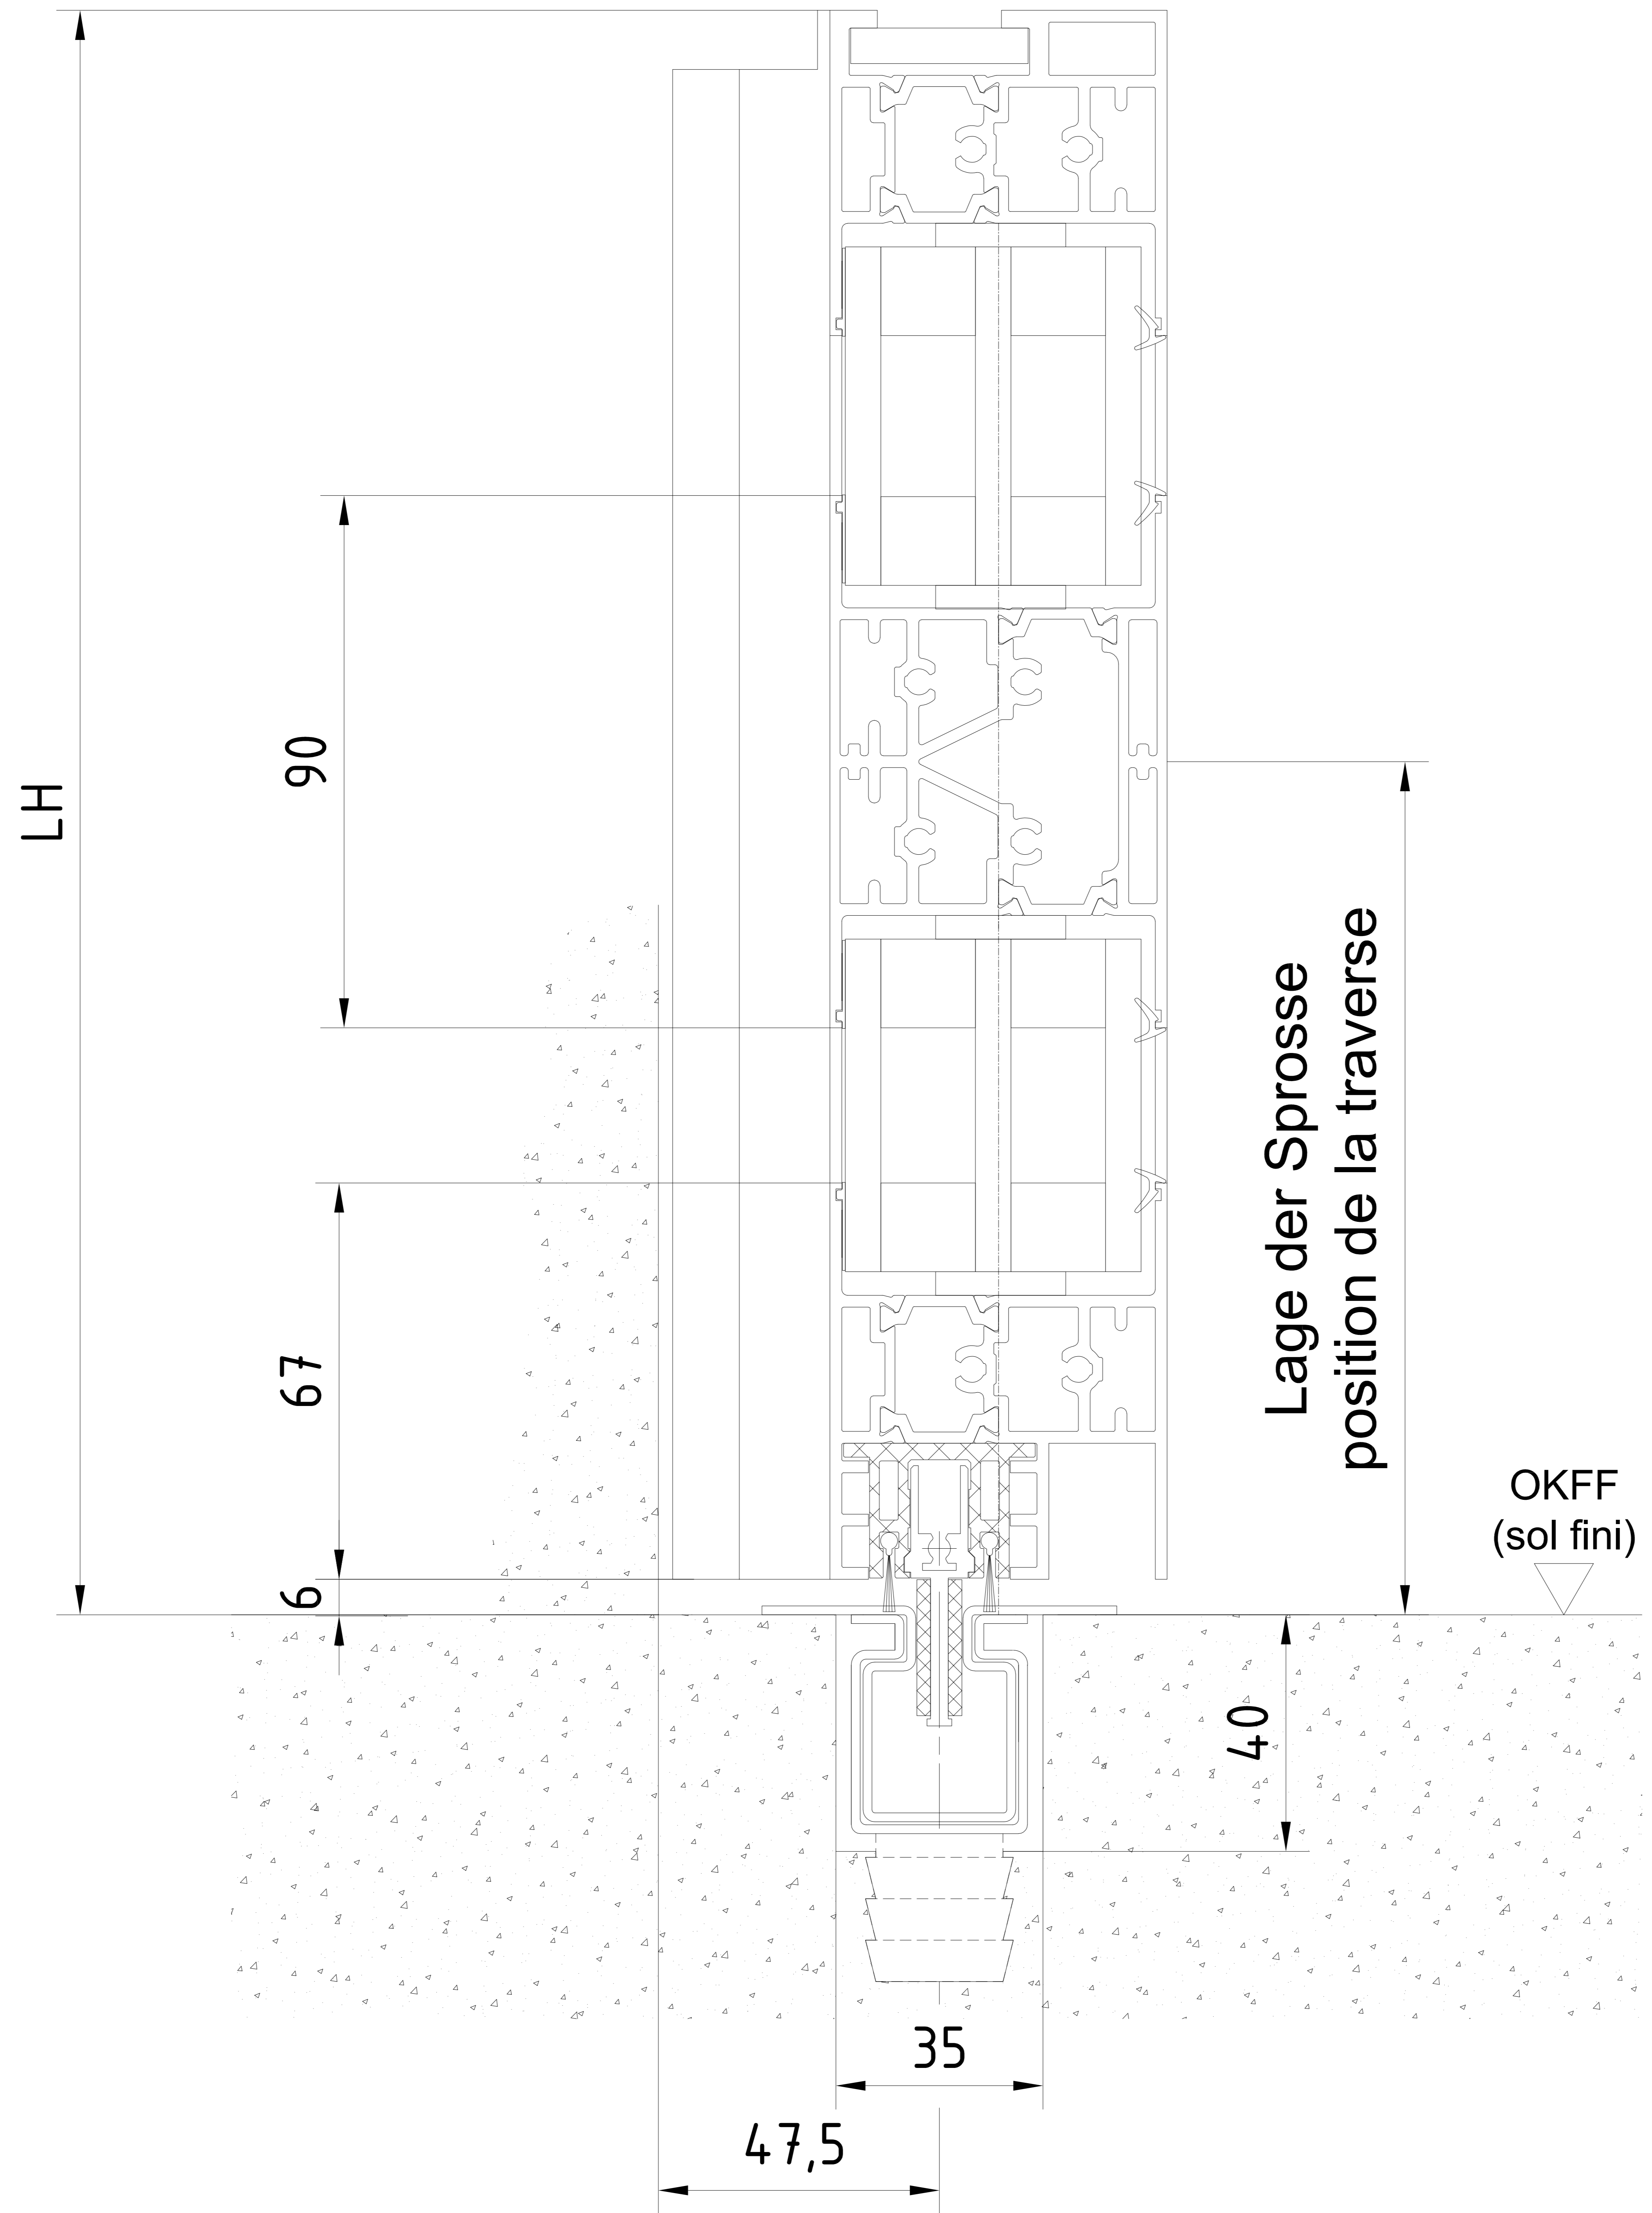 LH
90
67
6
Lage der Sprosse
position de la traverse
OKFF
(sol fini)
40
35
47,5